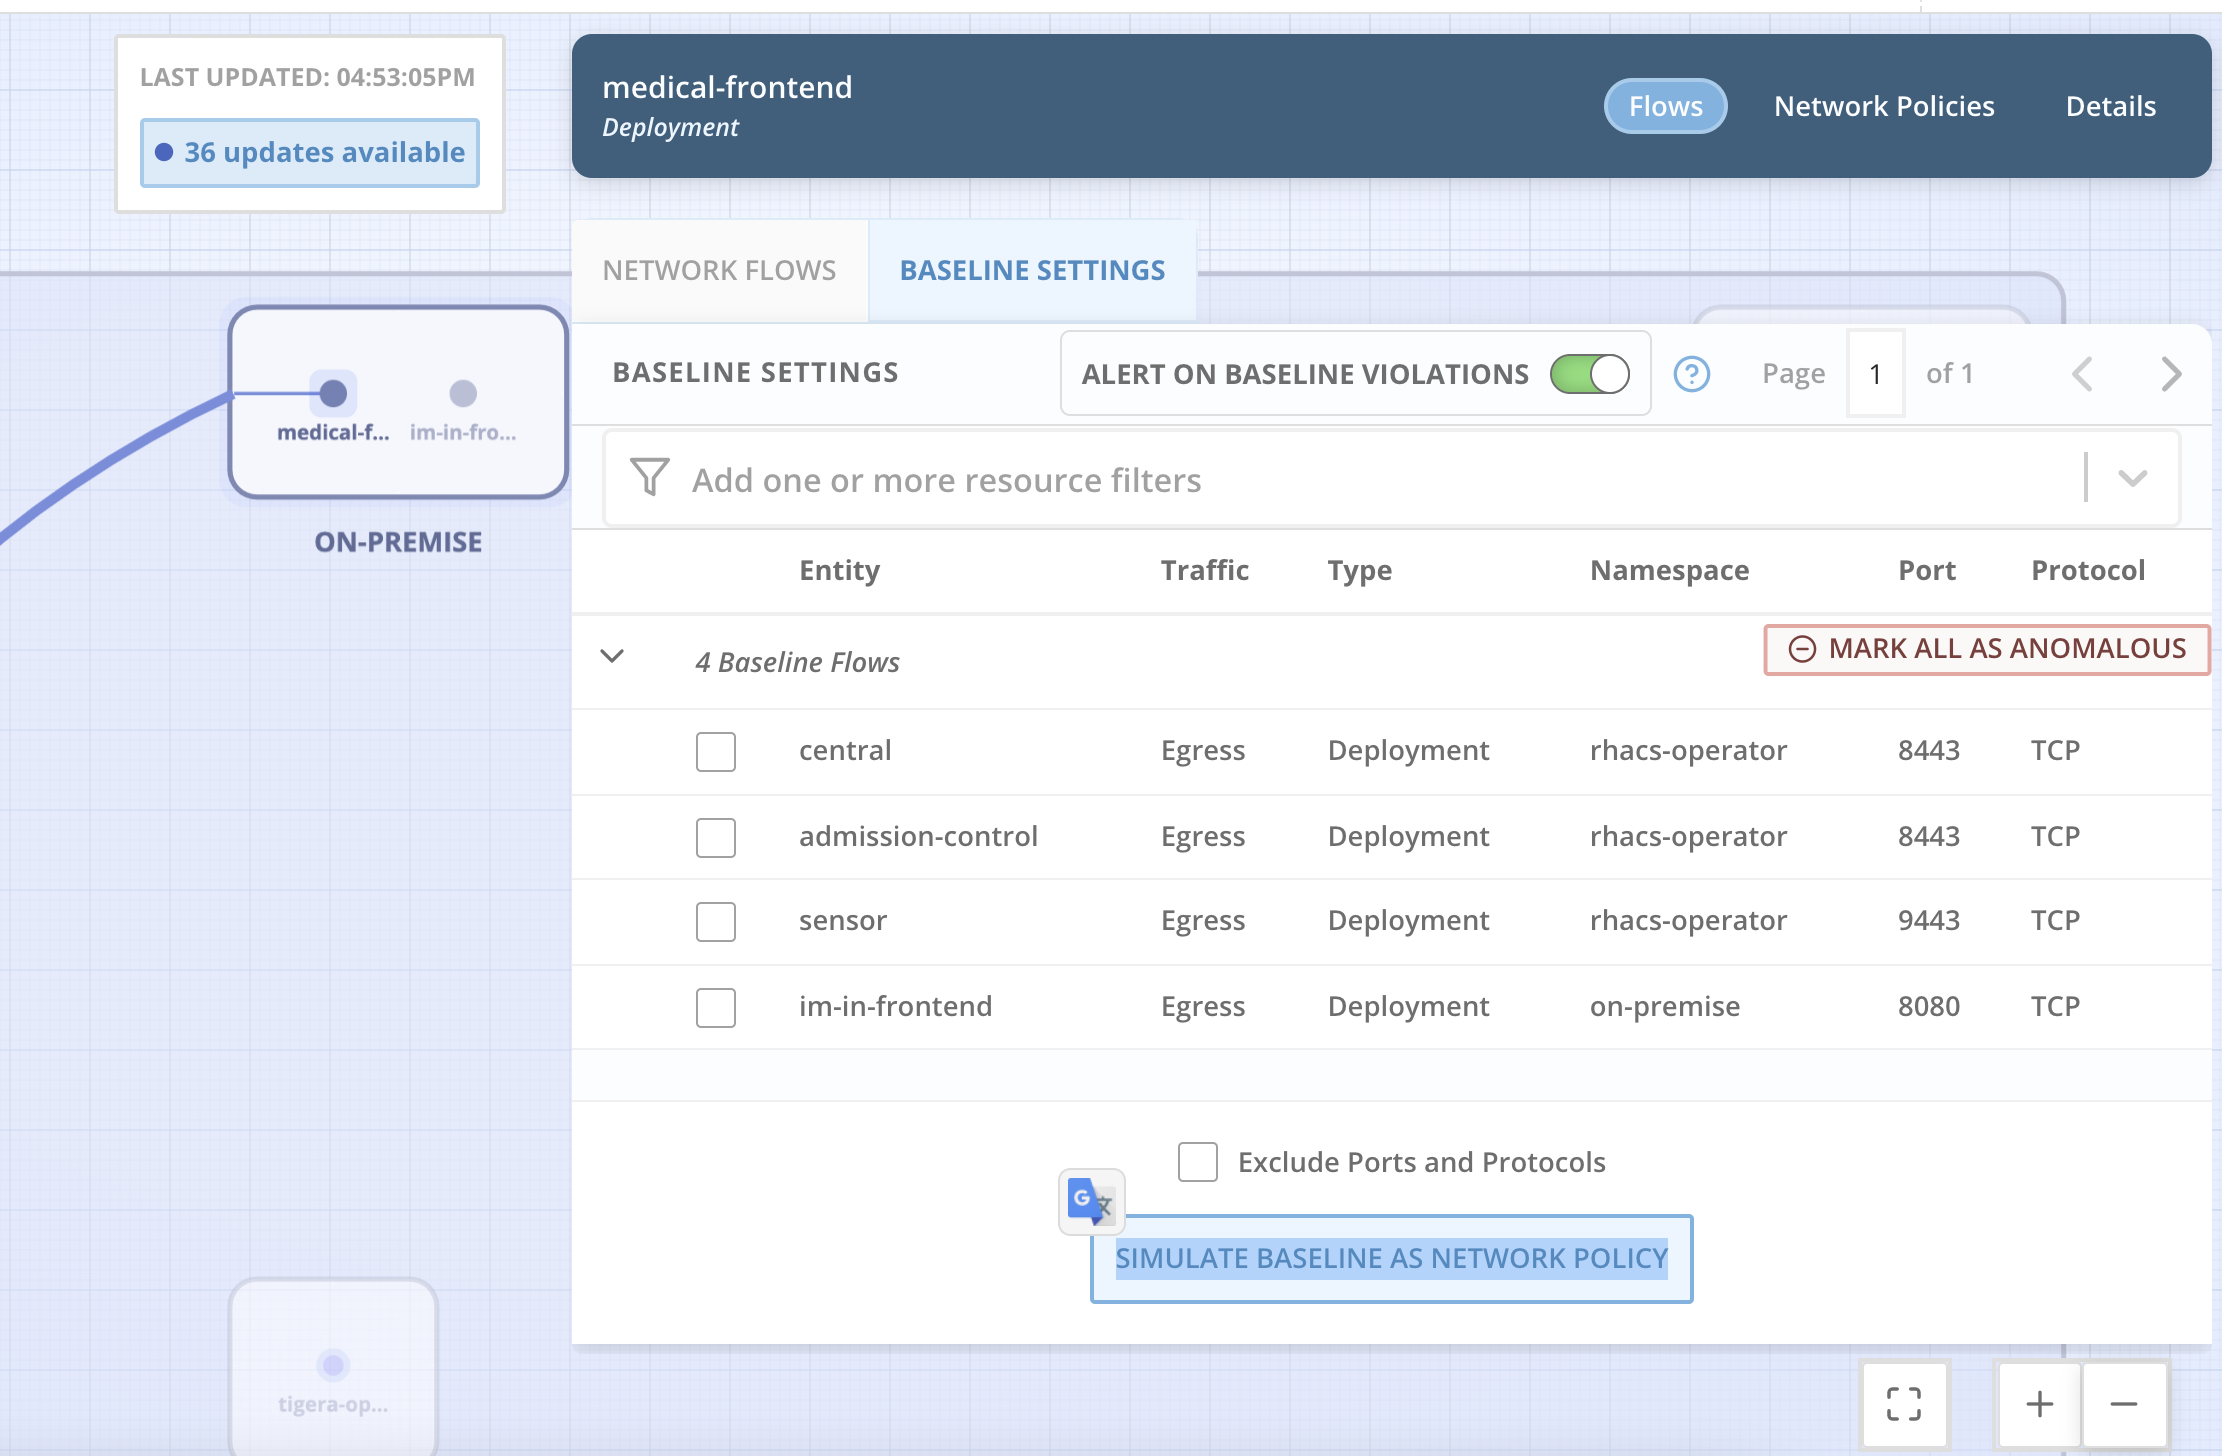 LAST UPDATED: 04:53:05PM
36 updates available
medical-frontend
Deployment
Flows
Network Policies
Details
NETWORK FLOWS
BASELINE SETTINGS
BASELINE SETTINGS
ALERT ON BASELINE VIOLATIONS
?
Page 1 of 1
Add one or more resource filters
Entity Traffic Type Namespace Port Protocol
4 Baseline Flows
MARK ALL AS ANOMALOUS
central Egress Deployment rhacs-operator 8443 TCP
admission-control Egress Deployment rhacs-operator 8443 TCP
sensor Egress Deployment rhacs-operator 9443 TCP
im-in-frontend Egress Deployment on-premise 8080 TCP
Exclude Ports and Protocols
G 文
SIMULATE BASELINE AS NETWORK POLICY
medical-f...
im-in-fro...
ON-PREMISE
tigera-op...